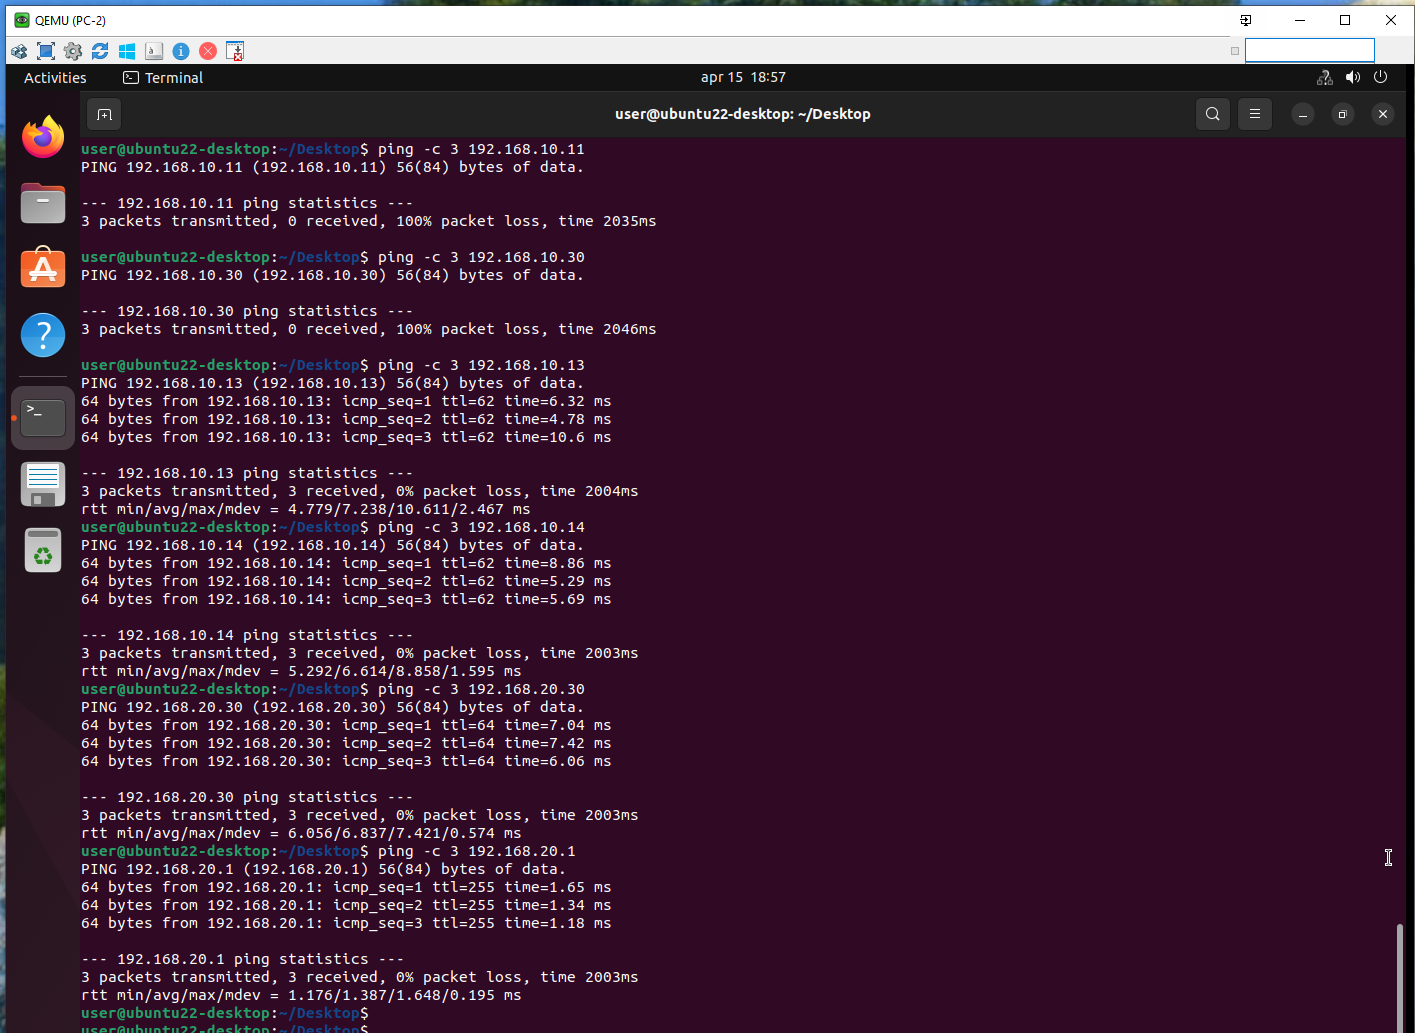 QEMU (PC-2)
Activities
Terminal
apr 15 18:57
user@ubuntu22-desktop: ~/Desktop
user@ubuntu22-desktop:~/Desktop$ ping -c 3 192.168.10.11
PING 192.168.10.11 (192.168.10.11) 56(84) bytes of data.
--- 192.168.10.11 ping statistics ---
3 packets transmitted, 0 received, 100% packet loss, time 2035ms
user@ubuntu22-desktop:~/Desktop$ ping -c 3 192.168.10.30
PING 192.168.10.30 (192.168.10.30) 56(84) bytes of data.
--- 192.168.10.30 ping statistics ---
3 packets transmitted, 0 received, 100% packet loss, time 2046ms
user@ubuntu22-desktop:~/Desktop$ ping -c 3 192.168.10.13
PING 192.168.10.13 (192.168.10.13) 56(84) bytes of data.
64 bytes from 192.168.10.13: icmp_seq=1 ttl=62 time=6.32 ms
64 bytes from 192.168.10.13: icmp_seq=2 ttl=62 time=4.78 ms
64 bytes from 192.168.10.13: icmp_seq=3 ttl=62 time=10.6 ms
--- 192.168.10.13 ping statistics ---
3 packets transmitted, 3 received, 0% packet loss, time 2004ms
rtt min/avg/max/mdev = 4.779/7.238/10.611/2.467 ms
user@ubuntu22-desktop:~/Desktop$ ping -c 3 192.168.10.14
PING 192.168.10.14 (192.168.10.14) 56(84) bytes of data.
64 bytes from 192.168.10.14: icmp_seq=1 ttl=62 time=8.86 ms
64 bytes from 192.168.10.14: icmp_seq=2 ttl=62 time=5.29 ms
64 bytes from 192.168.10.14: icmp_seq=3 ttl=62 time=5.69 ms
--- 192.168.10.14 ping statistics ---
3 packets transmitted, 3 received, 0% packet loss, time 2003ms
rtt min/avg/max/mdev = 5.292/6.614/8.858/1.595 ms
user@ubuntu22-desktop:~/Desktop$ ping -c 3 192.168.20.30
PING 192.168.20.30 (192.168.20.30) 56(84) bytes of data.
64 bytes from 192.168.20.30: icmp_seq=1 ttl=64 time=7.04 ms
64 bytes from 192.168.20.30: icmp_seq=2 ttl=64 time=7.42 ms
64 bytes from 192.168.20.30: icmp_seq=3 ttl=64 time=6.06 ms
--- 192.168.20.30 ping statistics ---
3 packets transmitted, 3 received, 0% packet loss, time 2003ms
rtt min/avg/max/mdev = 6.056/6.837/7.421/0.574 ms
user@ubuntu22-desktop:~/Desktop$ ping -c 3 192.168.20.1
PING 192.168.20.1 (192.168.20.1) 56(84) bytes of data.
64 bytes from 192.168.20.1: icmp_seq=1 ttl=255 time=1.65 ms
64 bytes from 192.168.20.1: icmp_seq=2 ttl=255 time=1.34 ms
64 bytes from 192.168.20.1: icmp_seq=3 ttl=255 time=1.18 ms
--- 192.168.20.1 ping statistics ---
3 packets transmitted, 3 received, 0% packet loss, time 2003ms
rtt min/avg/max/mdev = 1.176/1.387/1.648/0.195 ms
user@ubuntu22-desktop:~/Desktop$
user@ubuntu22-desktop:~/Desktop$